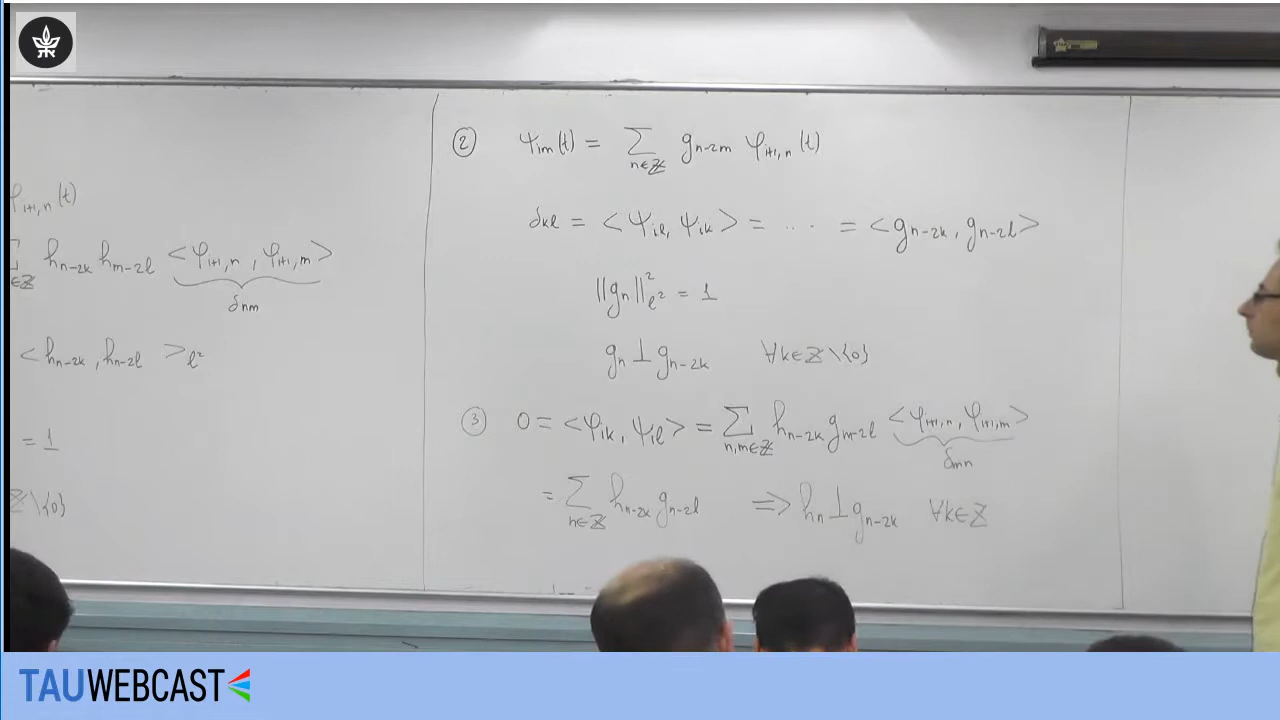 φ_{i+1,n}(t)
Σ_{∈ℤ} h_{n-2k} h_{m-2l} <φ_{i+1,n}, φ_{i+1,m}>
δ_{nm}
<h_{n-2k}, h_{n-2l}>_{ℓ²}
= 1
ℤ\{0}
② ψ_{im}(t) = Σ_{n∈ℤ} g_{n-2m} φ_{i+1,n}(t)
δ_{kl} = <ψ_{il}, ψ_{ik}> = ... = <g_{n-2k}, g_{n-2l}>
||g_n||²_{ℓ²} = 1
g_n ⊥ g_{n-2k} ∀k∈ℤ\{0}
③ 0 = <φ_{ik}, ψ_{il}> = Σ_{n,m∈ℤ} h_{n-2k} g_{m-2l} <φ_{i+1,n}, φ_{i+1,m}>
δ_{mn}
= Σ_{n∈ℤ} h_{n-2k} g_{n-2l} ⇒ h_n ⊥ g_{n-2k} ∀k∈ℤ
TAUWEBCAST